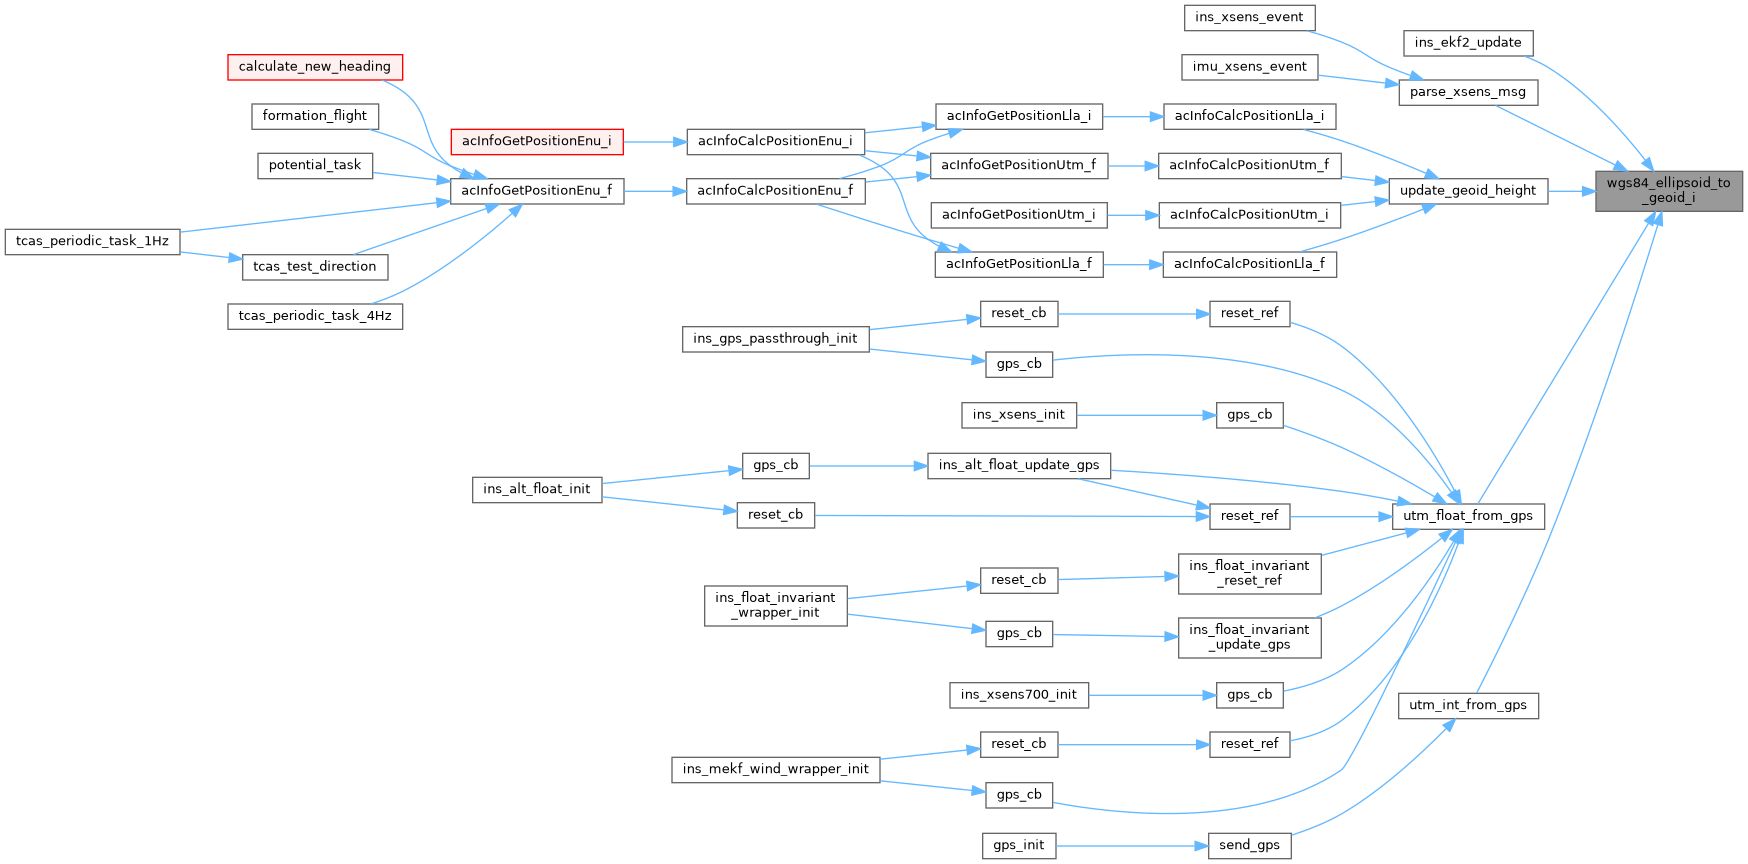 ins_xsens_event
ins_ekf2_update
calculate_new_heading
imu_xsens_event
parse_xsens_msg
formation_flight
acInfoGetPositionLla_i
acInfoCalcPositionLla_i
acInfoGetPositionEnu_i
acInfoCalcPositionEnu_i
potential_task
acInfoGetPositionUtm_f
acInfoCalcPositionUtm_f
acInfoGetPositionEnu_f
acInfoCalcPositionEnu_f
update_geoid_height
wgs84_ellipsoid_to
_geoid_i
acInfoGetPositionUtm_i
acInfoCalcPositionUtm_i
tcas_periodic_task_1Hz
tcas_test_direction
acInfoGetPositionLla_f
acInfoCalcPositionLla_f
tcas_periodic_task_4Hz
reset_cb
reset_ref
ins_gps_passthrough_init
gps_cb
ins_xsens_init
gps_cb
gps_cb
ins_alt_float_update_gps
ins_alt_float_init
reset_cb
reset_ref
utm_float_from_gps
ins_float_invariant
_reset_ref
reset_cb
ins_float_invariant
_wrapper_init
gps_cb
ins_float_invariant
_update_gps
ins_xsens700_init
gps_cb
utm_int_from_gps
reset_cb
reset_ref
ins_mekf_wind_wrapper_init
gps_cb
gps_init
send_gps